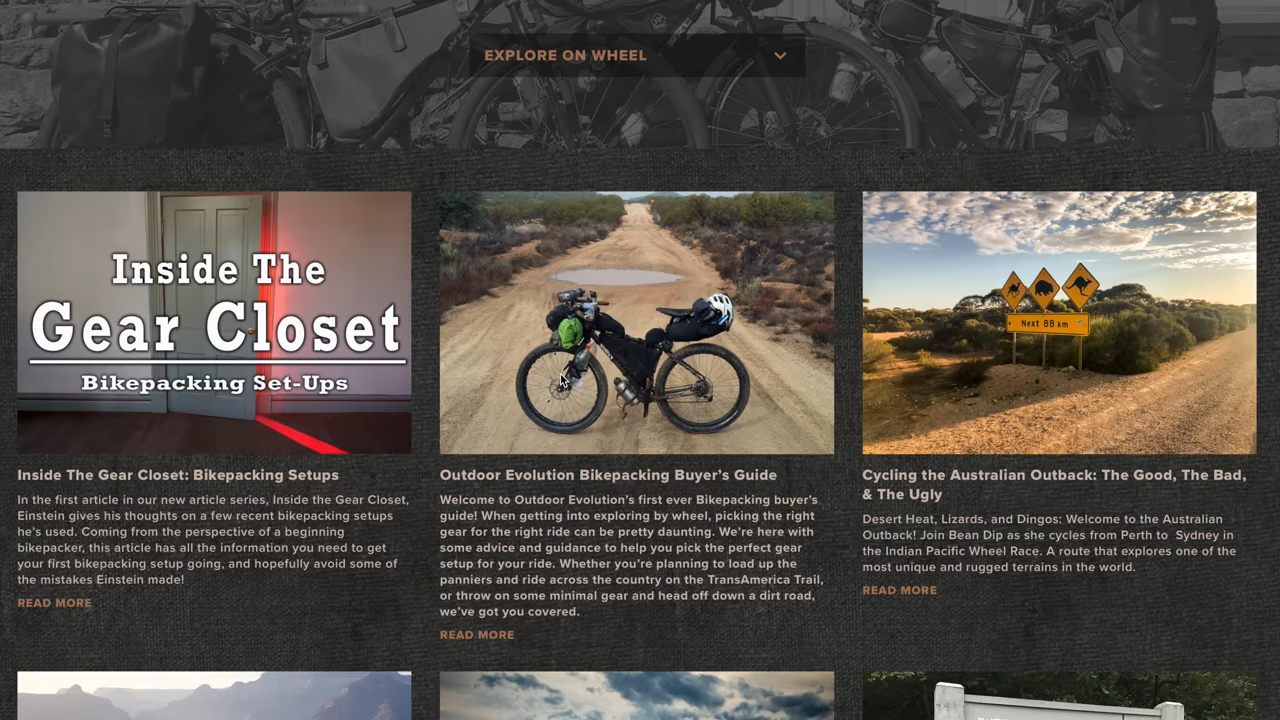 EXPLORE ON WHEEL
Inside The
Gear Closet
Bikepacking Set-Ups
Next 88 km
Inside The Gear Closet: Bikepacking Setups
In the first article in our new article series, Inside the Gear Closet,
Einstein gives his thoughts on a few recent bikepacking setups
he's used. Coming from the perspective of a beginning
bikepacker, this article has all the information you need to get
your first bikepacking setup going, and hopefully avoid some of
the mistakes Einstein made!
READ MORE
Outdoor Evolution Bikepacking Buyer's Guide
Welcome to Outdoor Evolution's first ever Bikepacking buyer's
guide! When getting into exploring by wheel, picking the right
gear for the right ride can be pretty daunting. We're here with
some advice and guidance to help you pick the perfect gear
setup for your ride. Whether you're planning to load up the
panniers and ride across the country on the TransAmerica Trail,
or throw on some minimal gear and head off down a dirt road,
we've got you covered.
READ MORE
Cycling the Australian Outback: The Good, The Bad,
& The Ugly
Desert Heat, Lizards, and Dingos: Welcome to the Australian
Outback! Join Bean Dip as she cycles from Perth to  Sydney in
the Indian Pacific Wheel Race. A route that explores one of the
most unique and rugged terrains in the world.
READ MORE